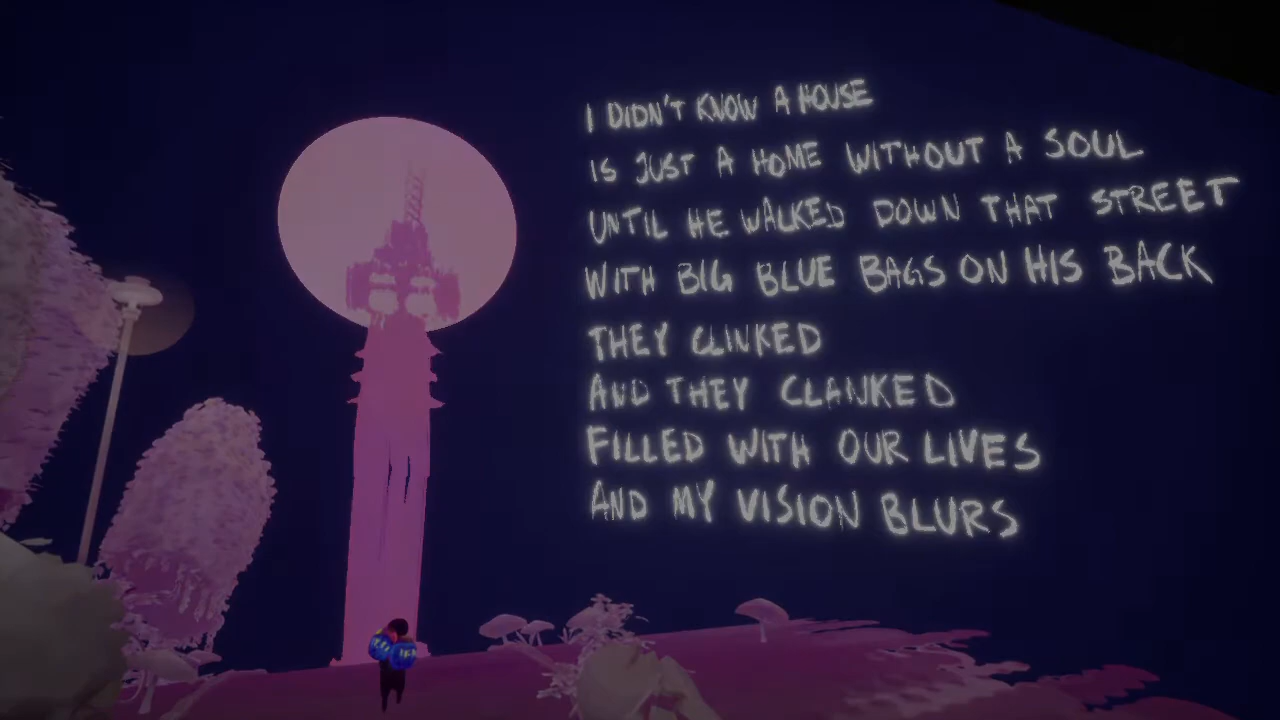 I DIDN'T KNOW A HOUSE
IS JUST A HOME WITHOUT A SOUL
UNTIL HE WALKED DOWN THAT STREET
WITH BIG BLUE BAGS ON HIS BACK
THEY CLINKED
AND THEY CLANKED
FILLED WITH OUR LIVES
AND MY VISION BLURS